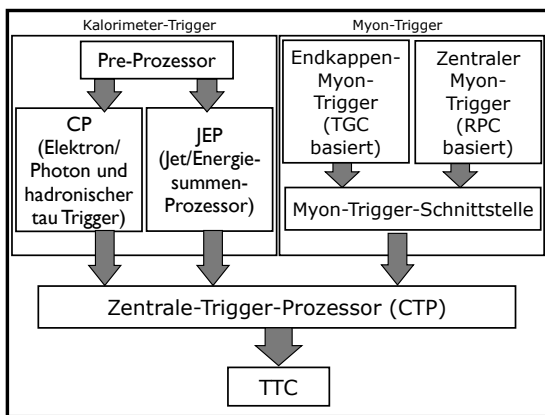 Kalorimeter-Trigger
Pre-Prozessor
CP
(Elektron/
Photon und
hadronischer
tau Trigger)
JEP
(Jet/Energie-
summen-
Prozessor)
Myon-Trigger
Endkappen-
Myon-
Trigger
(TGC
basiert)
Zentraler
Myon-
Trigger
(RPC
basiert)
Myon-Trigger-Schnittstelle
Zentrale-Trigger-Prozessor (CTP)
TTC